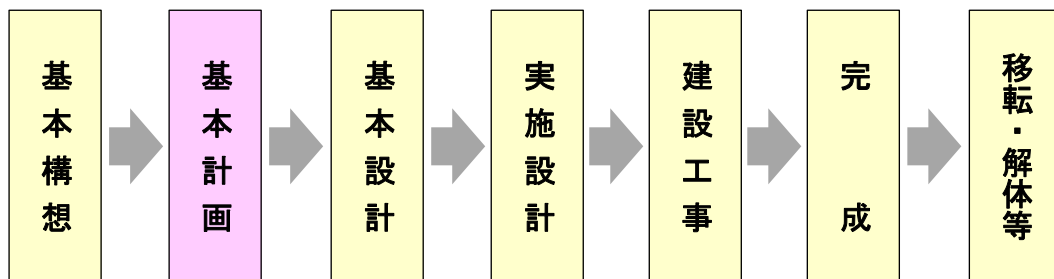 基本構想
基本計画
基本設計
実施設計
建設工事
完成
移転・解体等